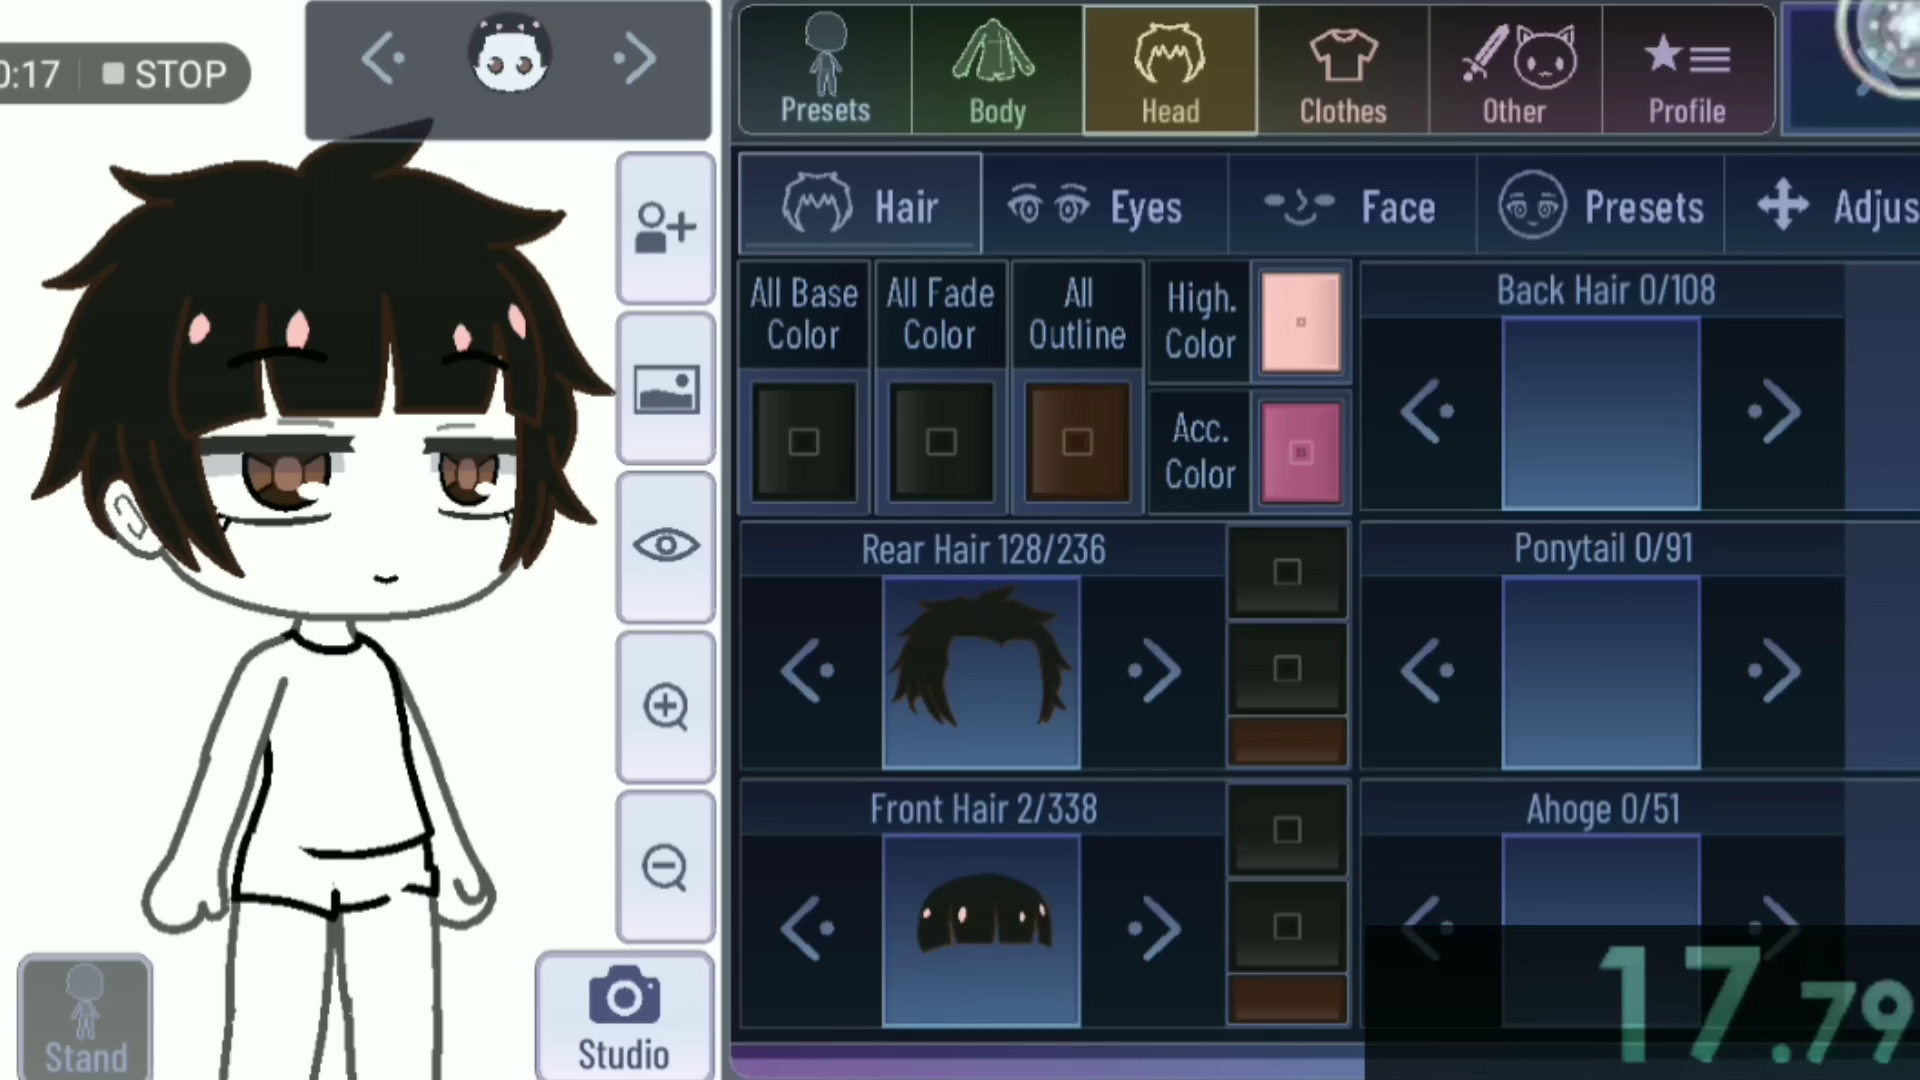 0:17 STOP
Presets
Body
Head
Clothes
Other
Profile
Hair
Eyes
Face
Presets
Adjus
All Base
Color
All Fade
Color
All
Outline
High.
Color
Acc.
Color
Back Hair 0/108
Rear Hair 128/236
Ponytail 0/91
Front Hair 2/338
Ahoge 0/51
Stand
Studio
17.79